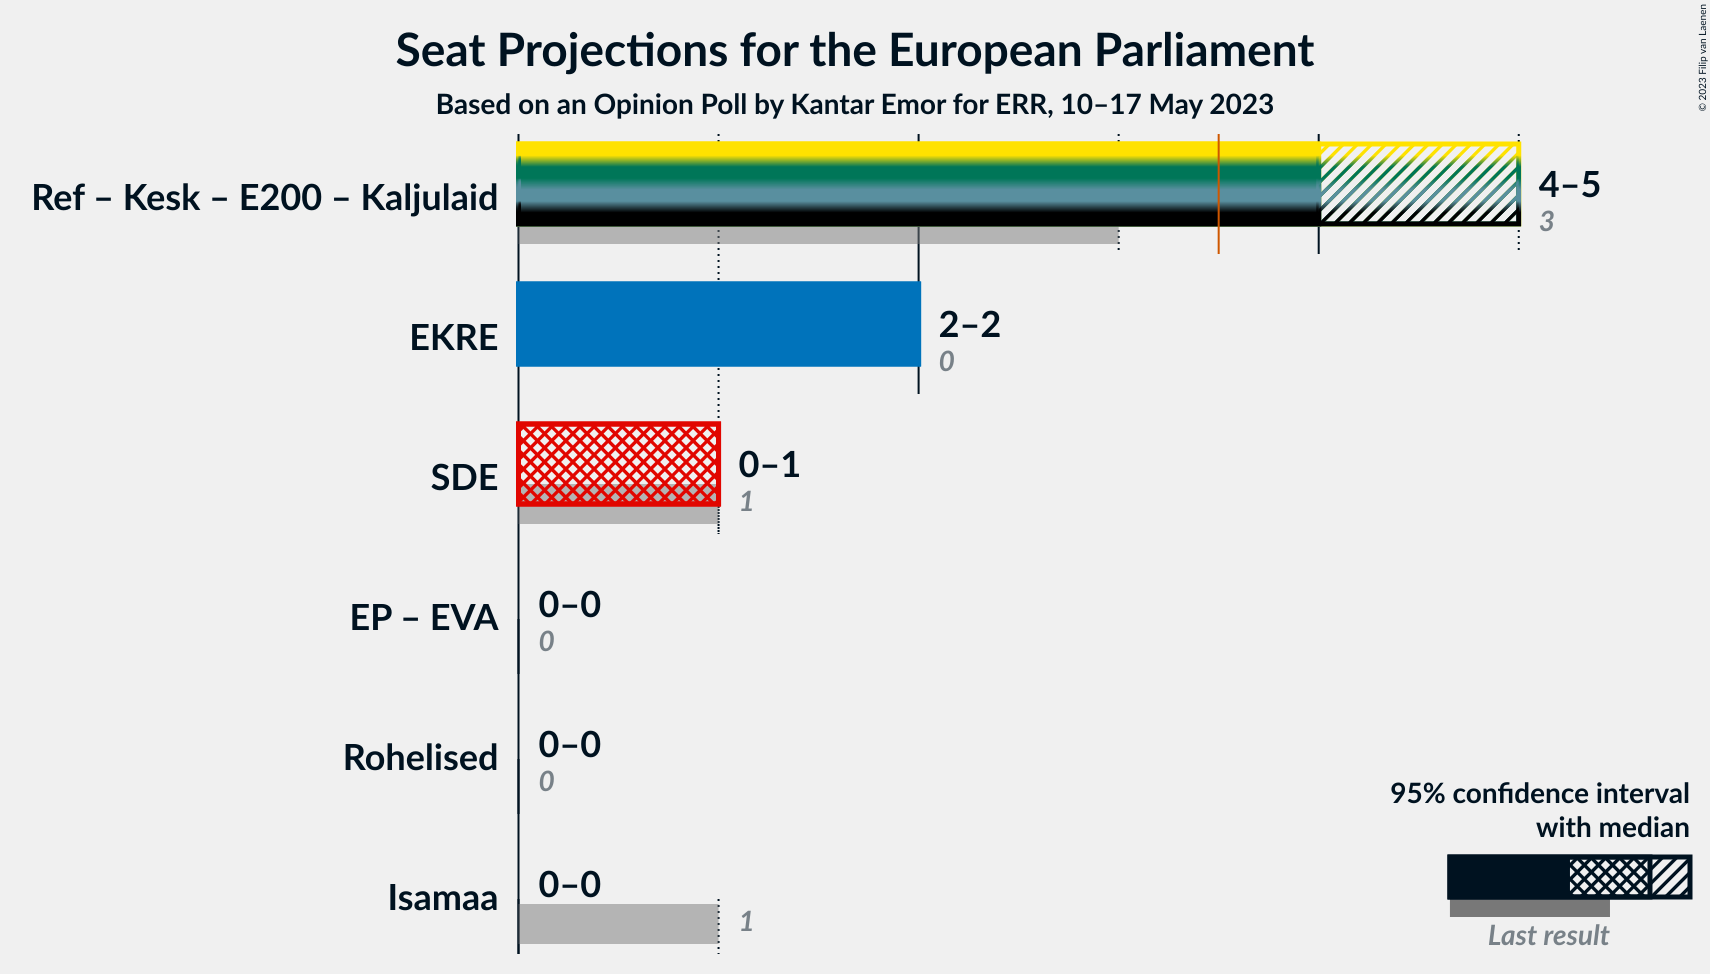 Seat Projections for the European Parliament
Based on an Opinion Poll by Kantar Emor for ERR, 10–17 May 2023
© 2023 Filip van Laenen
Ref – Kesk – E200 – Kaljulaid
4–5
3
EKRE
2–2
0
SDE
0–1
1
EP – EVA
0–0
0
Rohelised
0–0
0
Isamaa
0–0
1
95% confidence interval
with median
Last result